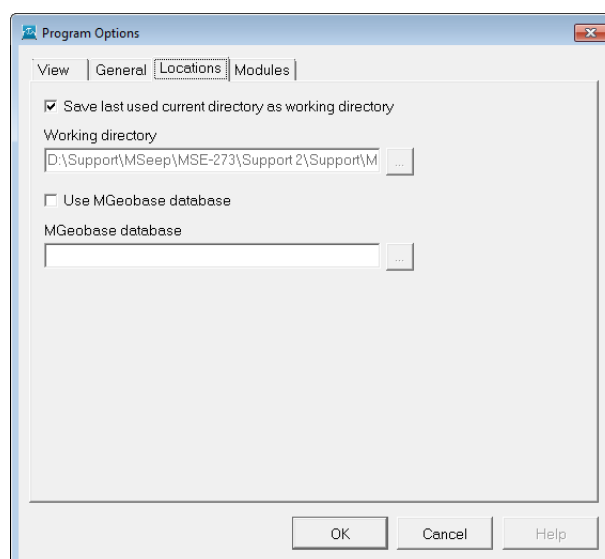 Program Options
View General Locations Modules
Save last used current directory as working directory
Working directory
D:\Support\MSeep\MSE-273\Support 2\Support\M
...
Use MGeobase database
MGeobase database
...
OK Cancel Help